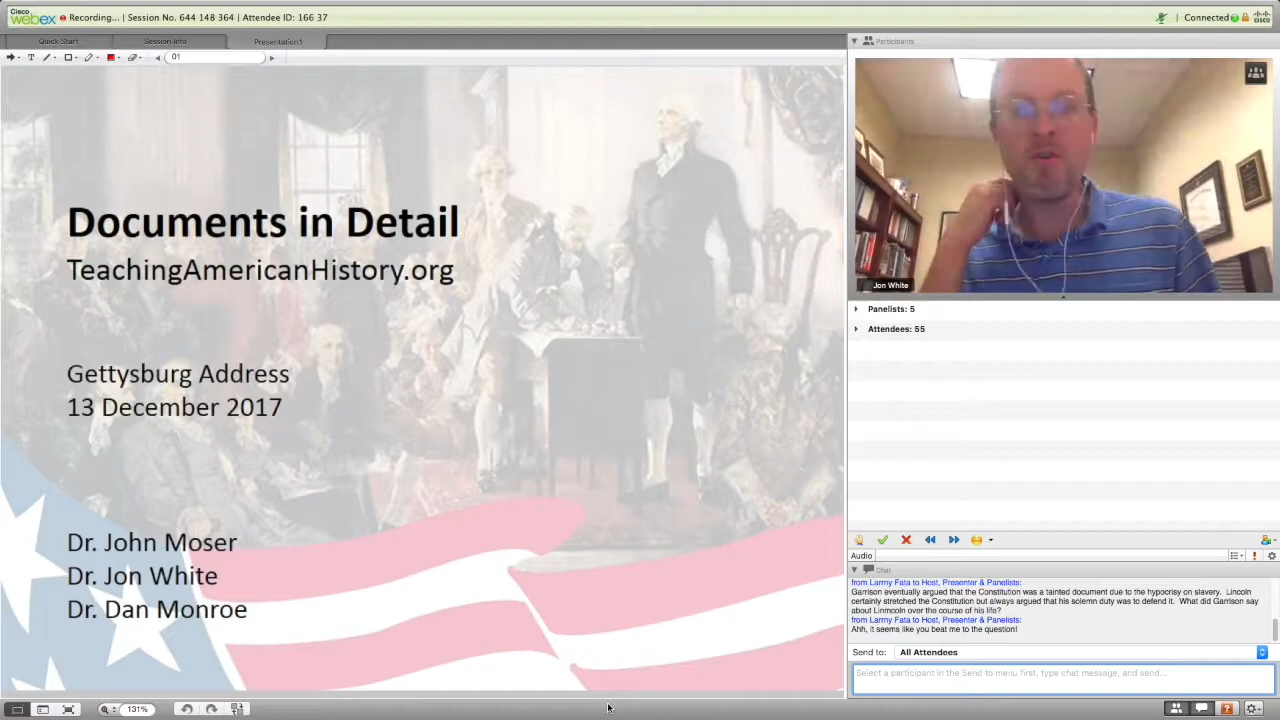 Cisco
webex Recording... | Session No. 644 148 364 | Attendee ID: 166 37
Connected
cisco
Quick Start
Session Info
Presentation1
T
01
Participants
Documents in Detail
TeachingAmericanHistory.org
Gettysburg Address
13 December 2017
Dr. John Moser
Dr. Jon White
Dr. Dan Monroe
Jon White
Panelists: 5
Attendees: 55
Audio
Chat
from Larrny Fata to Host, Presenter & Panelists:
Garrison eventually argued that the Constitution was a tainted document due to the hypocrisy on slavery. Lincoln
certainly stretched the Constitution but always argued that his solemn duty was to defend it. What did Garrison say
about Linmcoln over the course of his life?
from Larrny Fata to Host, Presenter & Panelists:
Ahh, it seems like you beat me to the question!
Send to: All Attendees
Select a participant in the Send to menu first, type chat message, and send...
131%